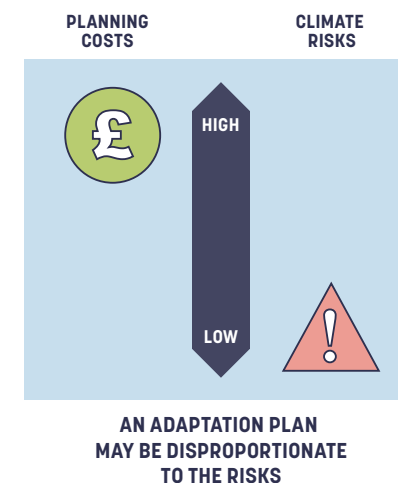 PLANNING
COSTS
CLIMATE
RISKS
£
HIGH
LOW
!
AN ADAPTATION PLAN
MAY BE DISPROPORTIONATE
TO THE RISKS